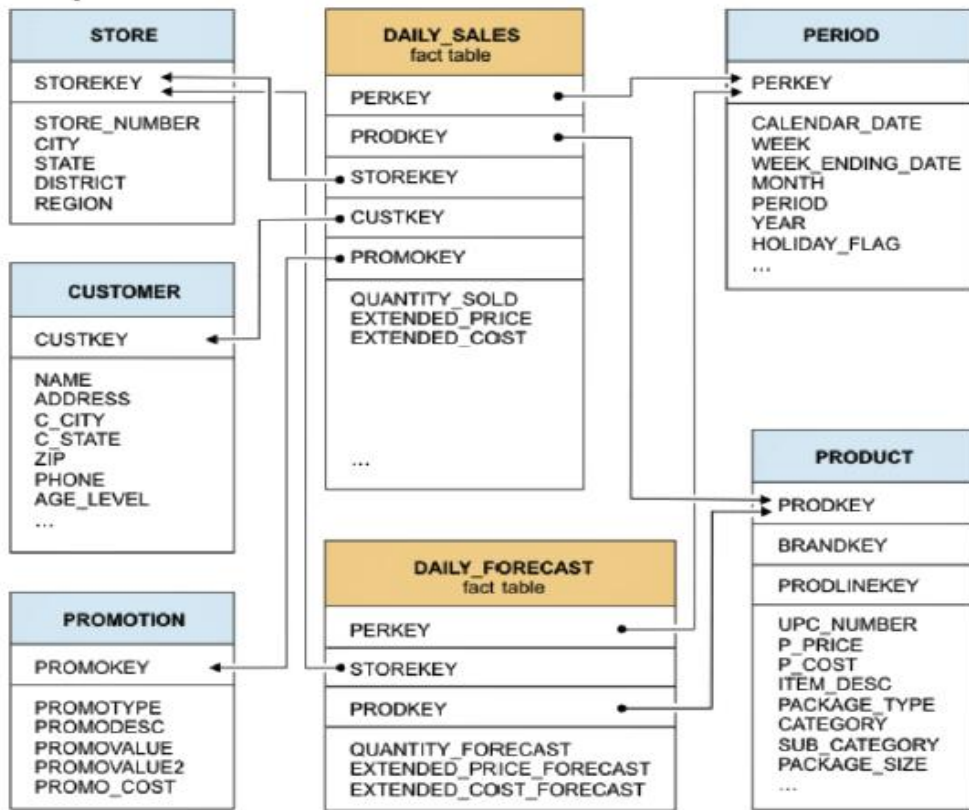 STORE
STOREKEY
STORE_NUMBER
CITY
STATE
DISTRICT
REGION
CUSTOMER
CUSTKEY
NAME
ADDRESS
C_CITY
C_STATE
ZIP
PHONE
AGE_LEVEL
...
PROMOTION
PROMOKEY
PROMOTYPE
PROMODESC
PROMOVALUE
PROMOVALUE2
PROMO_COST
DAILY_SALES
fact table
PERKEY
PRODKEY
STOREKEY
CUSTKEY
PROMOKEY
QUANTITY_SOLD
EXTENDED_PRICE
EXTENDED_COST
...
DAILY_FORECAST
fact table
PERKEY
STOREKEY
PRODKEY
QUANTITY_FORECAST
EXTENDED_PRICE_FORECAST
EXTENDED_COST_FORECAST
PERIOD
PERKEY
CALENDAR_DATE
WEEK
WEEK_ENDING_DATE
MONTH
PERIOD
YEAR
HOLIDAY_FLAG
...
PRODUCT
PRODKEY
BRANDKEY
PRODLINEKEY
UPC_NUMBER
P_PRICE
P_COST
ITEM_DESC
PACKAGE_TYPE
CATEGORY
SUB_CATEGORY
PACKAGE_SIZE
...